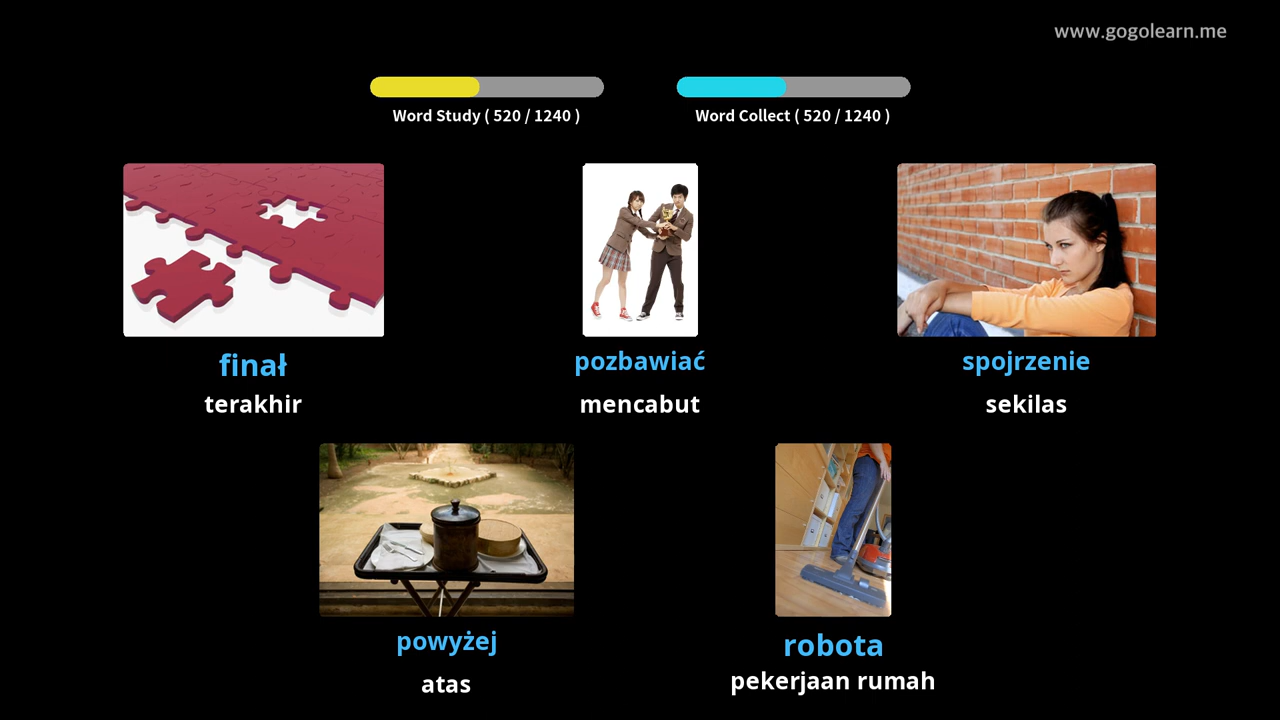 www.gogolearn.me
Word Study ( 520 / 1240 )
Word Collect ( 520 / 1240 )
finał
terakhir
pozbawiać
mencabut
spojrzenie
sekilas
powyżej
atas
robota
pekerjaan rumah